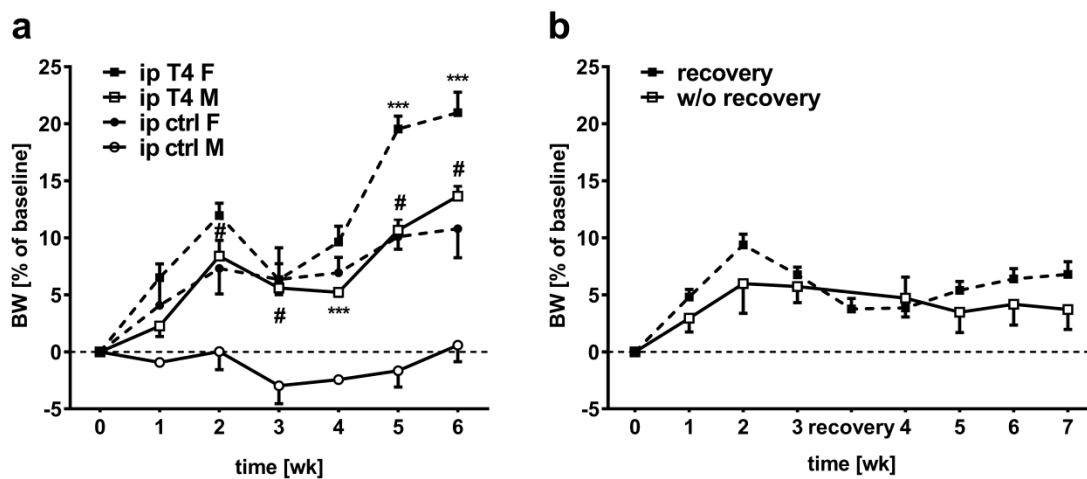 a
BW [% of baseline]
25
20
15
10
5
0
-5
ip T4 F
ip T4 M
ip ctrl F
ip ctrl M
***
***
#
#
#
#
***
0 1 2 3 4 5 6
time [wk]
b
BW [% of baseline]
25
20
15
10
5
0
-5
recovery
w/o recovery
0 1 2 3 recovery 4 5 6 7
time [wk]